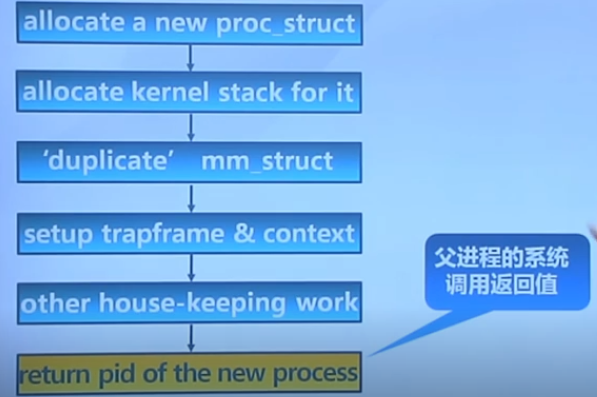 allocate a new proc_struct
allocate kernel stack for it
‘duplicate’ mm_struct
setup trapframe & context
父进程的系统
调用返回值
other house-keeping work
return pid of the new process